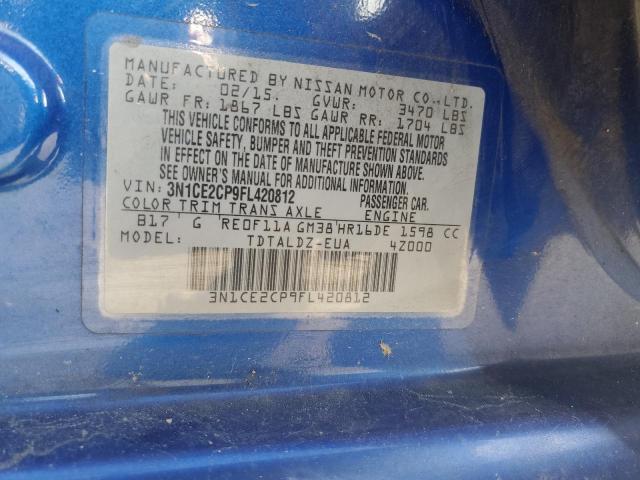 MANUFACTURED BY NISSAN MOTOR CO., LTD.
DATE: 02/15. GVWR: 3470 LBS
GAWR FR: 1867 LBS GAWR RR: 1704 LBS
THIS VEHICLE CONFORMS TO ALL APPLICABLE FEDERAL MOTOR
VEHICLE SAFETY, BUMPER AND THEFT PREVENTION STANDARDS
IN EFFECT ON THE DATE OF MANUFACTURE SHOWN ABOVE.
SEE OWNER'S MANUAL FOR ADDITIONAL INFORMATION.
VIN: 3N1CE2CP9FL420812 PASSENGER CAR.
COLOR TRIM TRANS AXLE ENGINE
B17 G RE0F11A GM38 HR16DE 1598 CC
MODEL: TDTALDZ-EUA 4Z000
3N1CE2CP9FL420812